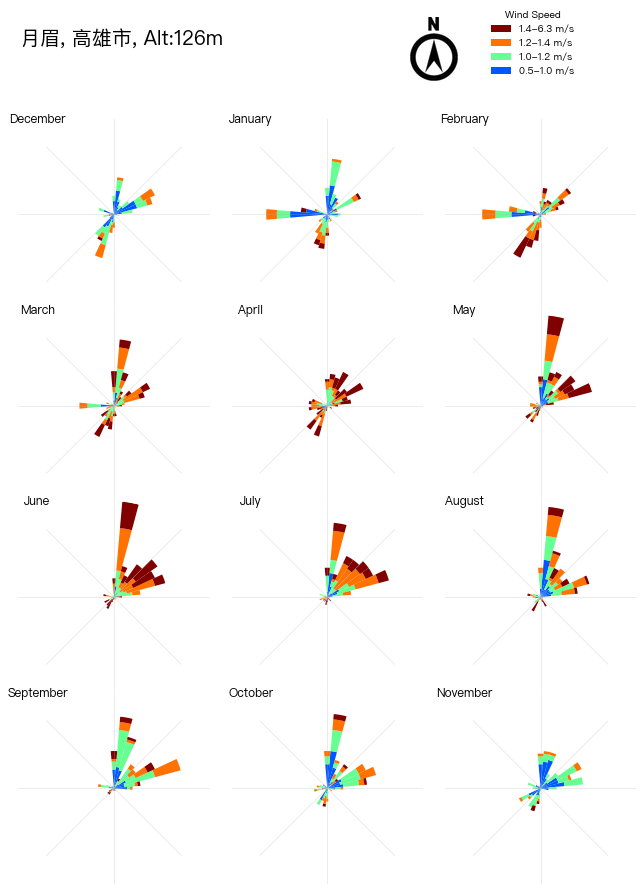 月眉, 高雄市, Alt:126m
N
Wind Speed
1.4–6.3 m/s
1.2–1.4 m/s
1.0–1.2 m/s
0.5–1.0 m/s
December
January
February
March
April
May
June
July
August
September
October
November